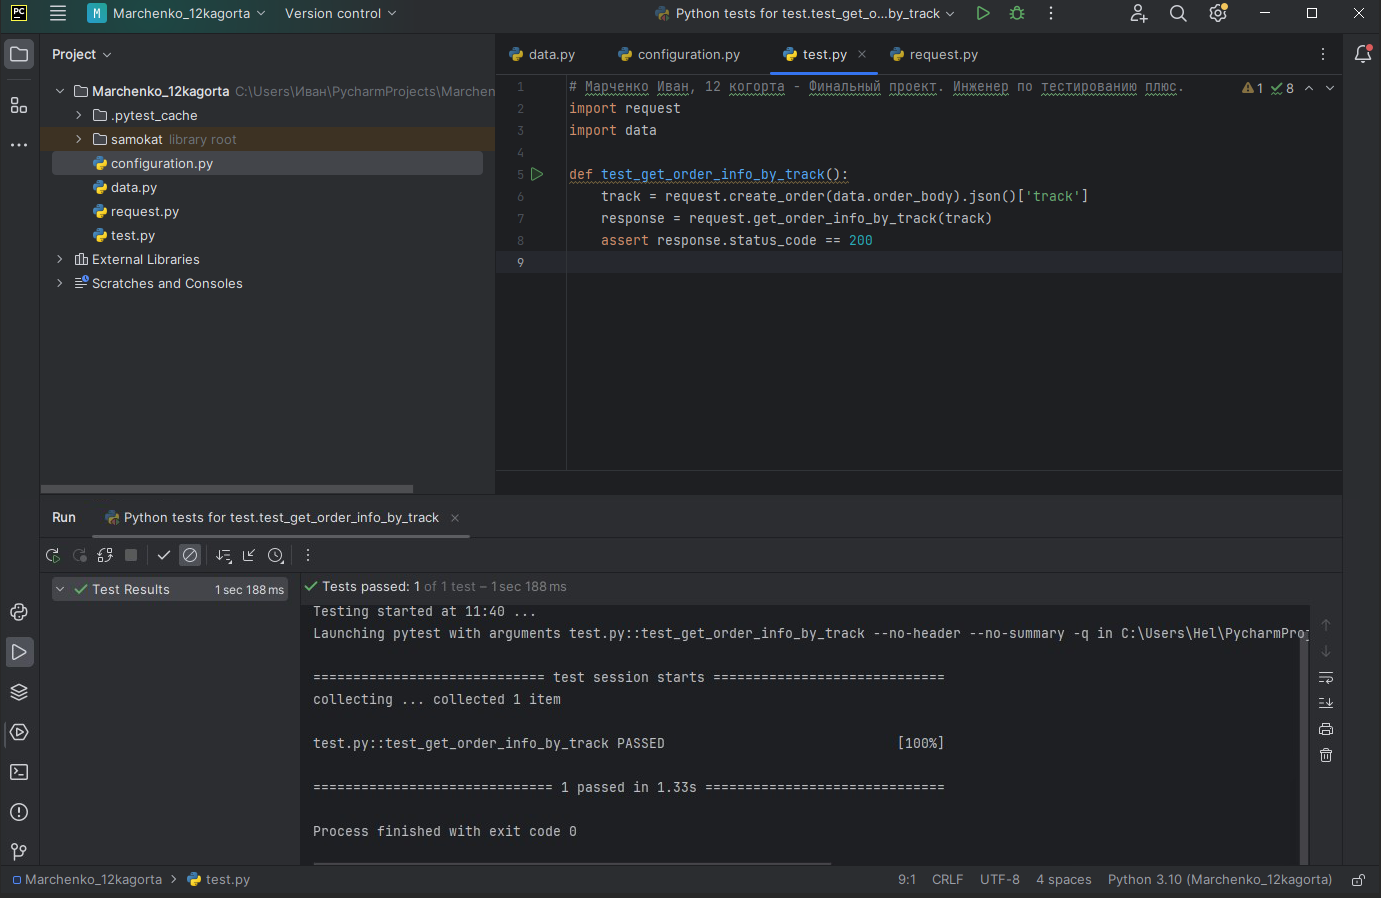 PC
M Marchenko_12kagorta Version control Python tests for test.test_get_o...by_track
Project
Marchenko_12kagorta C:\Users\Иван\PycharmProjects\Marchen
.pytest_cache
samokat library root
configuration.py
data.py
request.py
test.py
External Libraries
Scratches and Consoles
data.py configuration.py test.py request.py
1 # Марченко Иван, 12 когорта - Финальный проект. Инженер по тестированию плюс. 1 8
2 import request
3 import data
4
5 def test_get_order_info_by_track():
6 track = request.create_order(data.order_body).json()['track']
7 response = request.get_order_info_by_track(track)
8 assert response.status_code == 200
9
Run Python tests for test.test_get_order_info_by_track
Test Results 1 sec 188 ms
Tests passed: 1 of 1 test – 1 sec 188 ms
Testing started at 11:40 ...
Launching pytest with arguments test.py::test_get_order_info_by_track --no-header --no-summary -q in C:\Users\Hel\PycharmProj
============================= test session starts =============================
collecting ... collected 1 item
test.py::test_get_order_info_by_track PASSED [100%]
============================== 1 passed in 1.33s ==============================
Process finished with exit code 0
Marchenko_12kagorta test.py 9:1 CRLF UTF-8 4 spaces Python 3.10 (Marchenko_12kagorta)